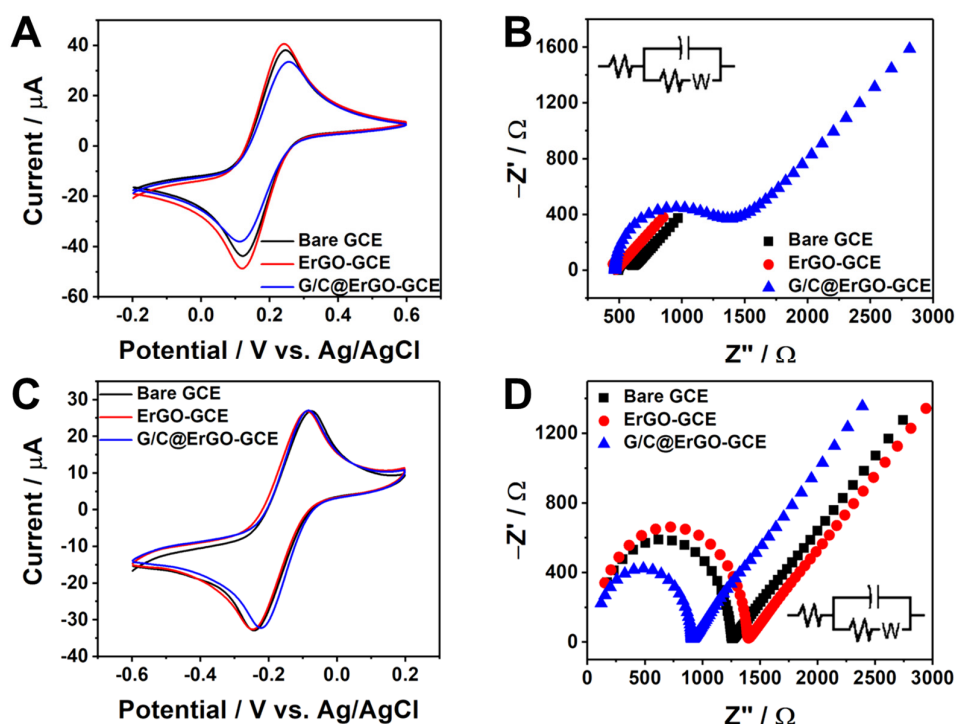 A
40
20
0
-20
-40
-60
Current / μA
-0.2 0.0 0.2 0.4 0.6
Potential / V vs. Ag/AgCl
Bare GCE
ErGO-GCE
G/C@ErGO-GCE
B
1600
1200
800
400
0
−Z' / Ω
500 1000 1500 2000 2500 3000
Z'' / Ω
W
Bare GCE
ErGO-GCE
G/C@ErGO-GCE
C
30
20
10
0
-10
-20
-30
-40
Current / μA
-0.6 -0.4 -0.2 0.0 0.2
Potential / V vs. Ag/AgCl
Bare GCE
ErGO-GCE
G/C@ErGO-GCE
D
1200
800
400
0
−Z' / Ω
0 500 1000 1500 2000 2500 3000
Z'' / Ω
Bare GCE
ErGO-GCE
G/C@ErGO-GCE
W